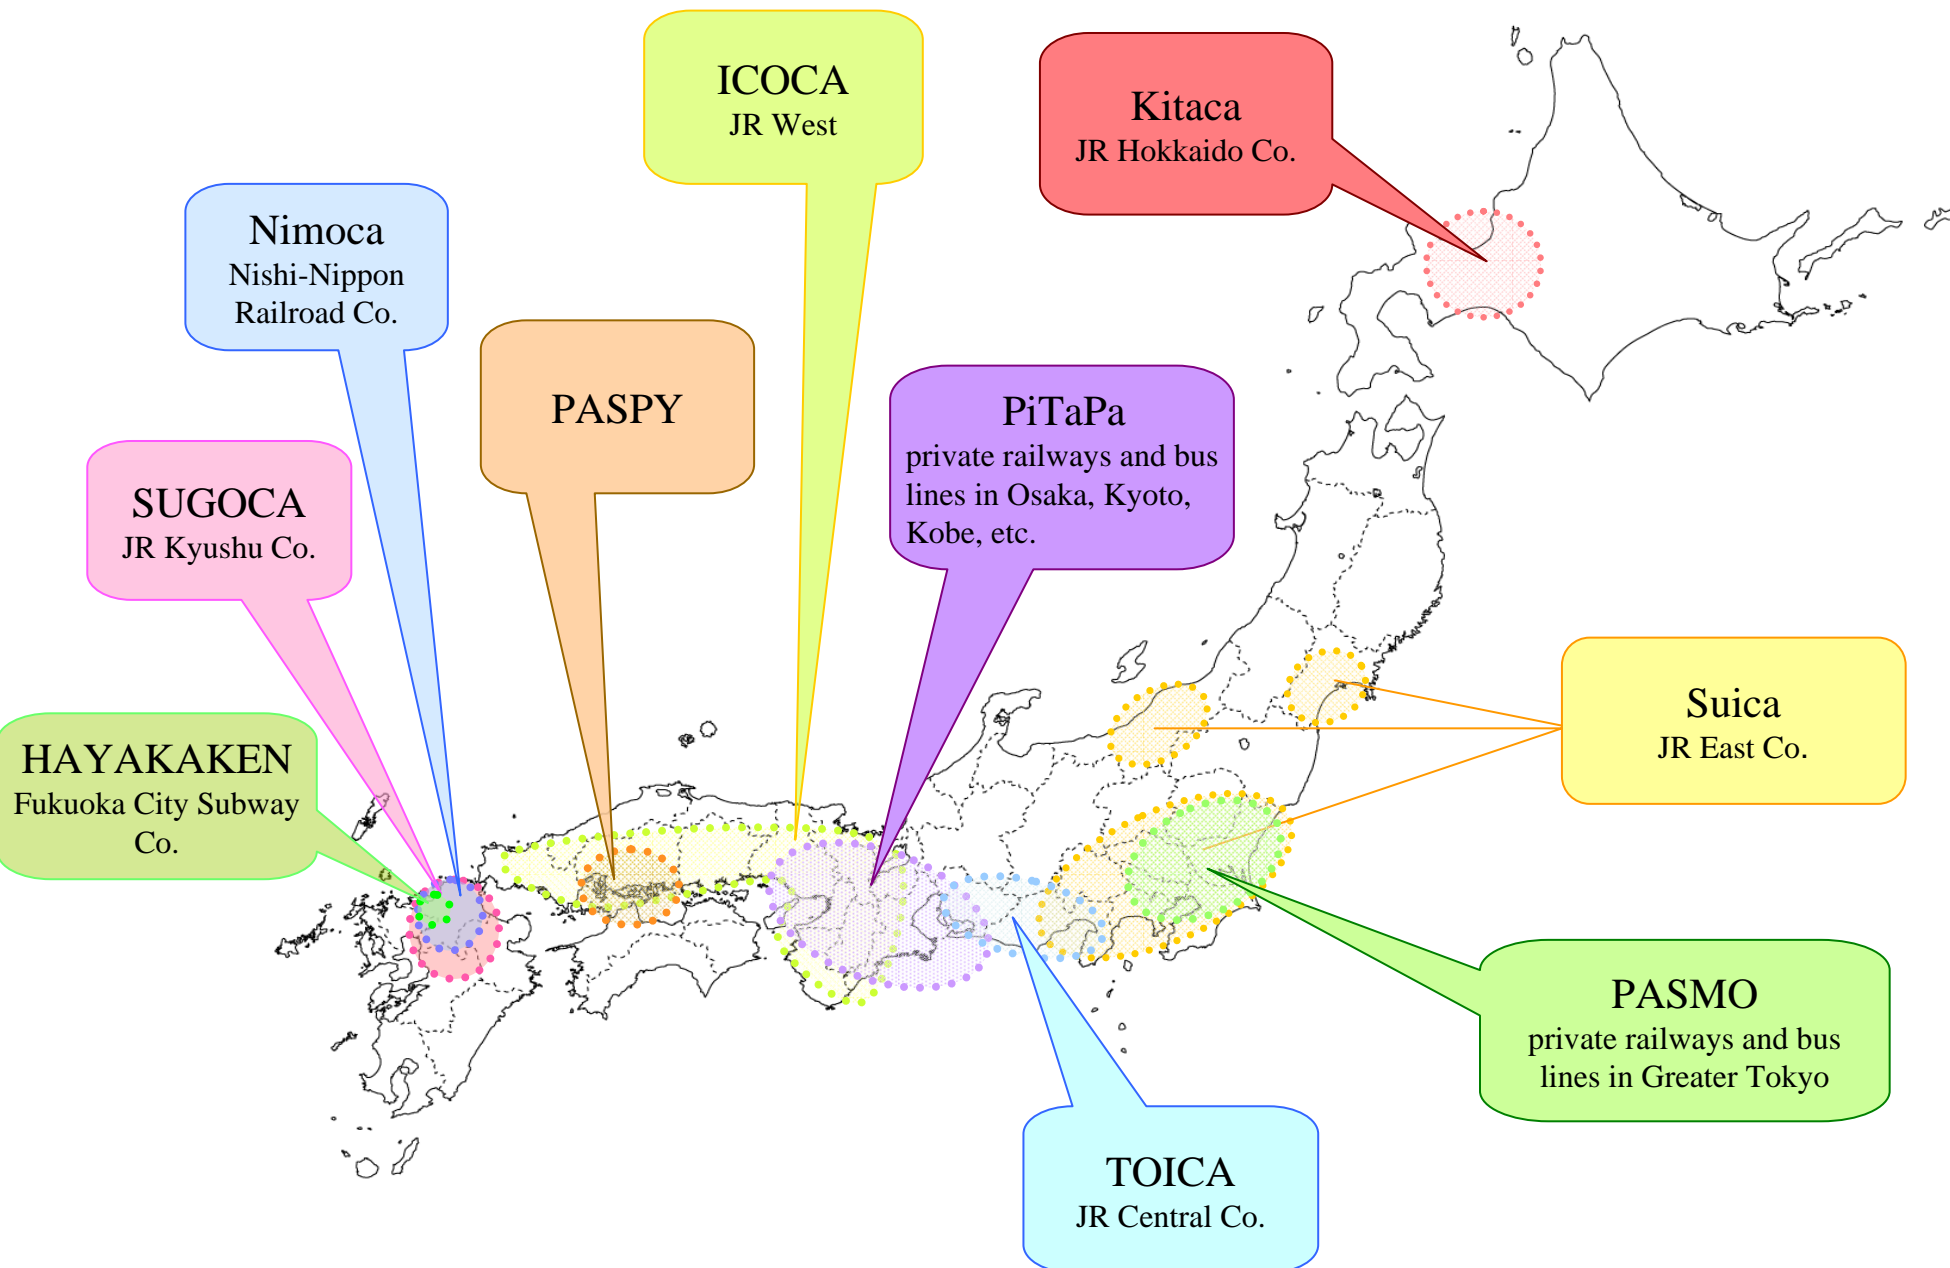 ICOCA
JR West
Kitaca
JR Hokkaido Co.
Nimoca
Nishi-Nippon
Railroad Co.
PASPY
PiTaPa
private railways and bus
lines in Osaka, Kyoto,
Kobe, etc.
SUGOCA
JR Kyushu Co.
Suica
JR East Co.
HAYAKAKEN
Fukuoka City Subway
Co.
PASMO
private railways and bus
lines in Greater Tokyo
TOICA
JR Central Co.